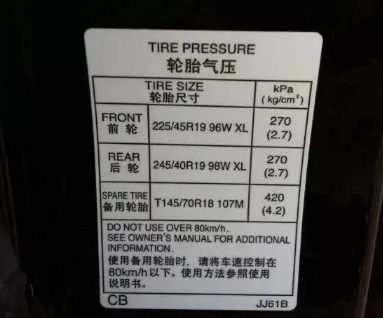 TIRE PRESSURE
轮胎气压
TIRE SIZE
轮胎尺寸
kPa
(kg/cm²)
FRONT
前 轮
225/45R19 96W XL
270
(2.7)
REAR
后 轮
245/40R19 98W XL
270
(2.7)
SPARE TIRE
备用轮胎
T145/70R18 107M
420
(4.2)
DO NOT USE OVER 80km/h.
SEE OWNER'S MANUAL FOR ADDITIONAL
INFORMATION.
使用备用轮胎时，请将车速控制在
80km/h以下。使用方法参照使用
说明书。
CB JJ61B